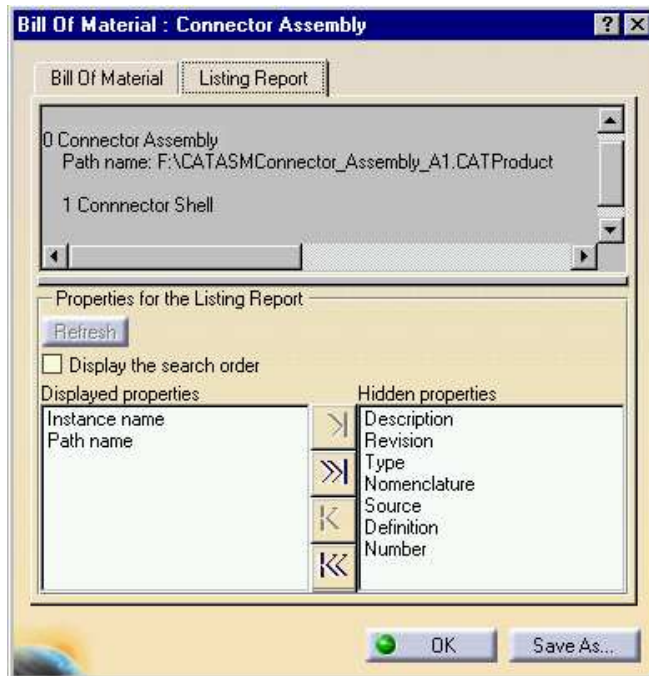 Bill Of Material : Connector Assembly
Bill Of Material
Listing Report
0 Connector Assembly
Path name: F:\CATASMConnector_Assembly_A1.CATProduct
1 Connnector Shell
Properties for the Listing Report
Refresh
Display the search order
Displayed properties
Instance name
Path name
Hidden properties
Description
Revision
Type
Nomenclature
Source
Definition
Number
OK
Save As...